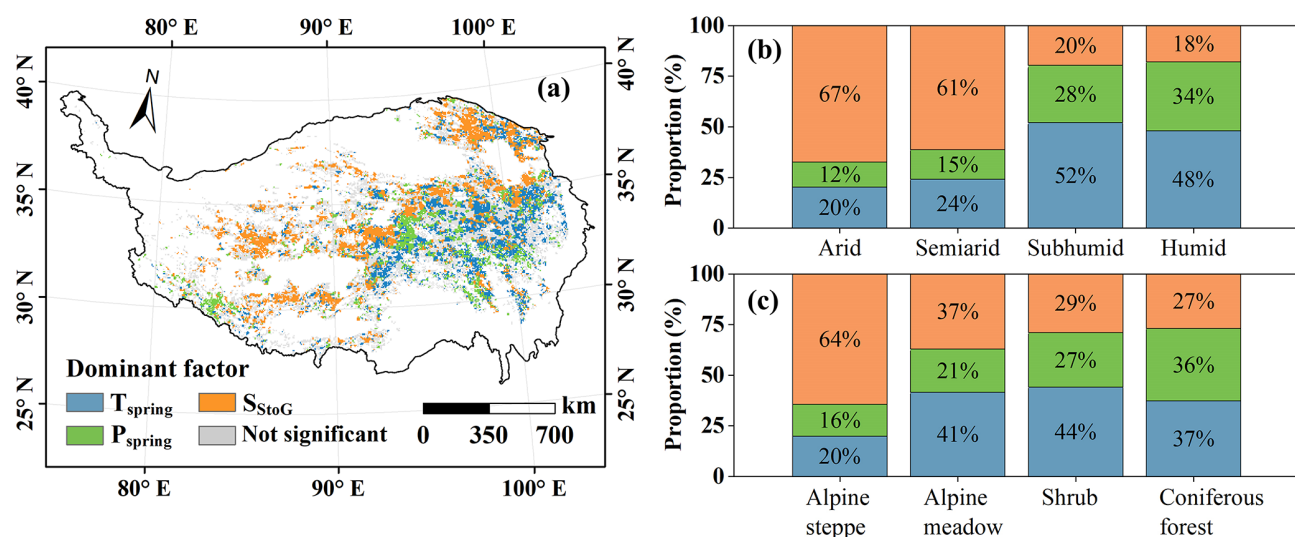 80° E 90° E 100° E
40° N
35° N
30° N
25° N
40° N
35° N
30° N
25° N
N
(a)
Dominant factor
Tspring SStoG
Pspring Not significant
km
0 350 700
80° E 90° E 100° E
(b)
Proportion (%)
100
75
50
25
0
67% 61% 20% 18%
12% 15% 28% 34%
20% 24% 52% 48%
Arid Semiarid Subhumid Humid
(c)
Proportion (%)
100
75
50
25
0
64% 37% 29% 27%
16% 21% 27% 36%
20% 41% 44% 37%
Alpine Alpine Shrub Coniferous
steppe meadow forest